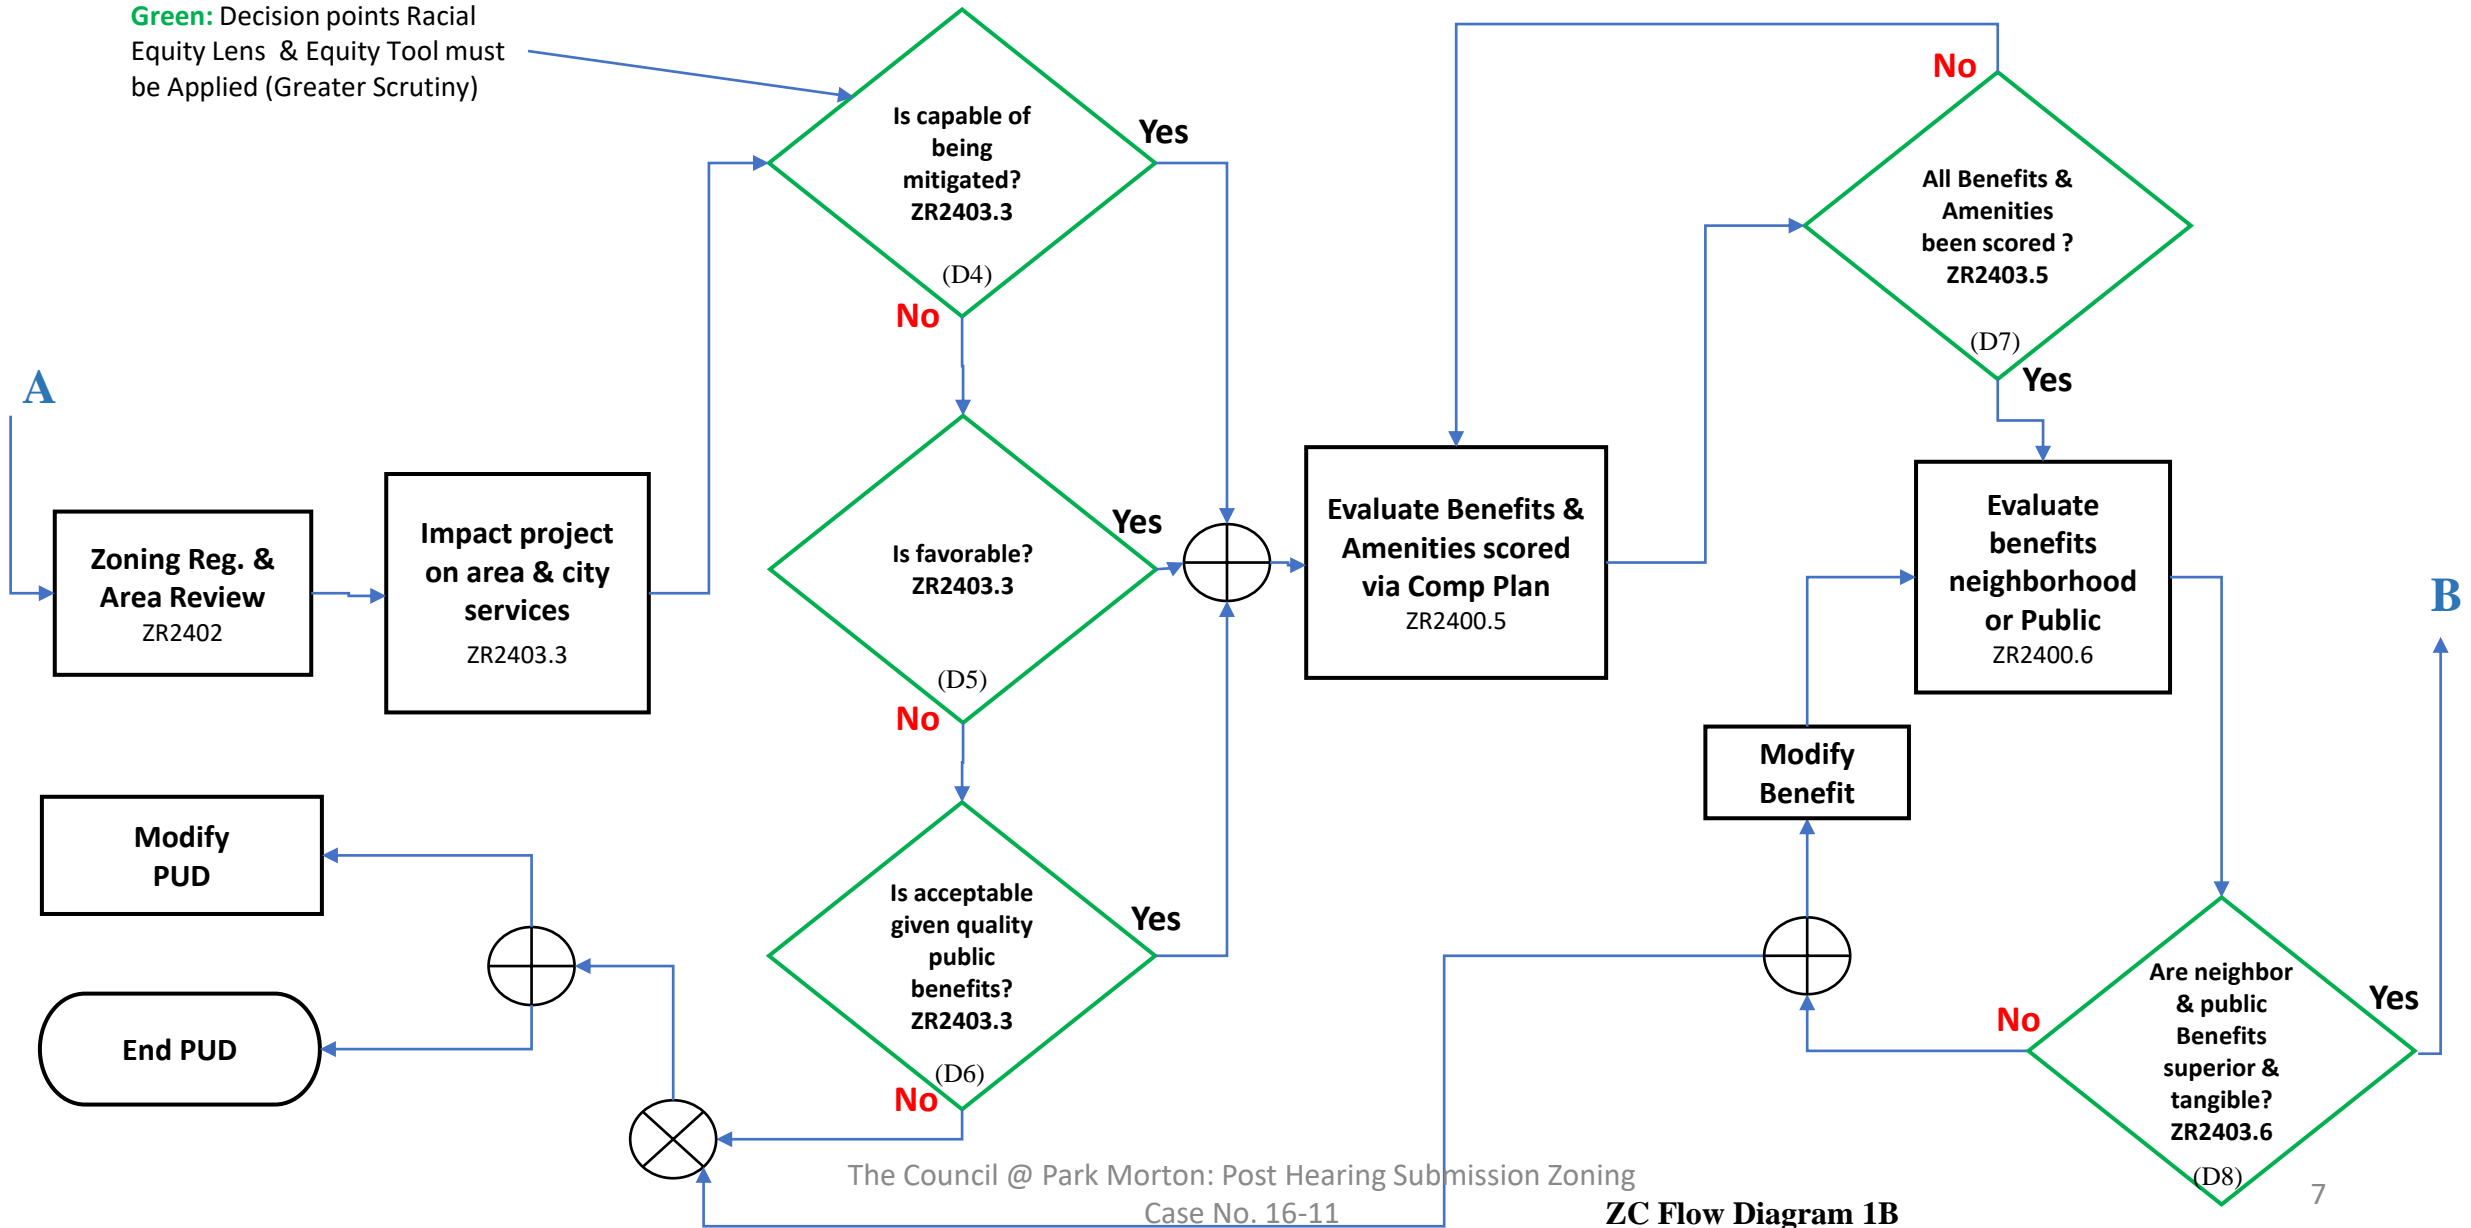 Green: Decision points Racial
Equity Lens & Equity Tool must
be Applied (Greater Scrutiny)
Is capable of
being
mitigated?
ZR2403.3
(D4)
Yes
No
No
All Benefits &
Amenities
been scored ?
ZR2403.5
(D7)
Yes
A
Zoning Reg. &
Area Review
ZR2402
Impact project
on area & city
services
ZR2403.3
Is favorable?
ZR2403.3
(D5)
Yes
No
Evaluate Benefits &
Amenities scored
via Comp Plan
ZR2400.5
Evaluate
benefits
neighborhood
or Public
ZR2400.6
B
Modify
Benefit
Modify
PUD
End PUD
Is acceptable
given quality
public
benefits?
ZR2403.3
(D6)
Yes
No
Are neighbor
& public
Benefits
superior &
tangible?
ZR2403.6
(D8)
No
Yes
The Council @ Park Morton: Post Hearing Submission Zoning
Case No. 16-11
ZC Flow Diagram 1B
7